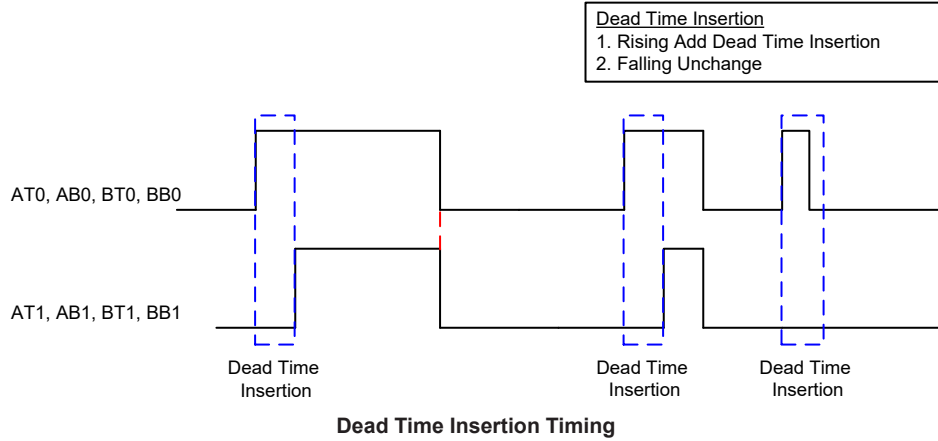 Dead Time Insertion
1. Rising Add Dead Time Insertion
2. Falling Unchange
AT0, AB0, BT0, BB0
AT1, AB1, BT1, BB1
Dead Time
Insertion
Dead Time
Insertion
Dead Time
Insertion
Dead Time Insertion Timing